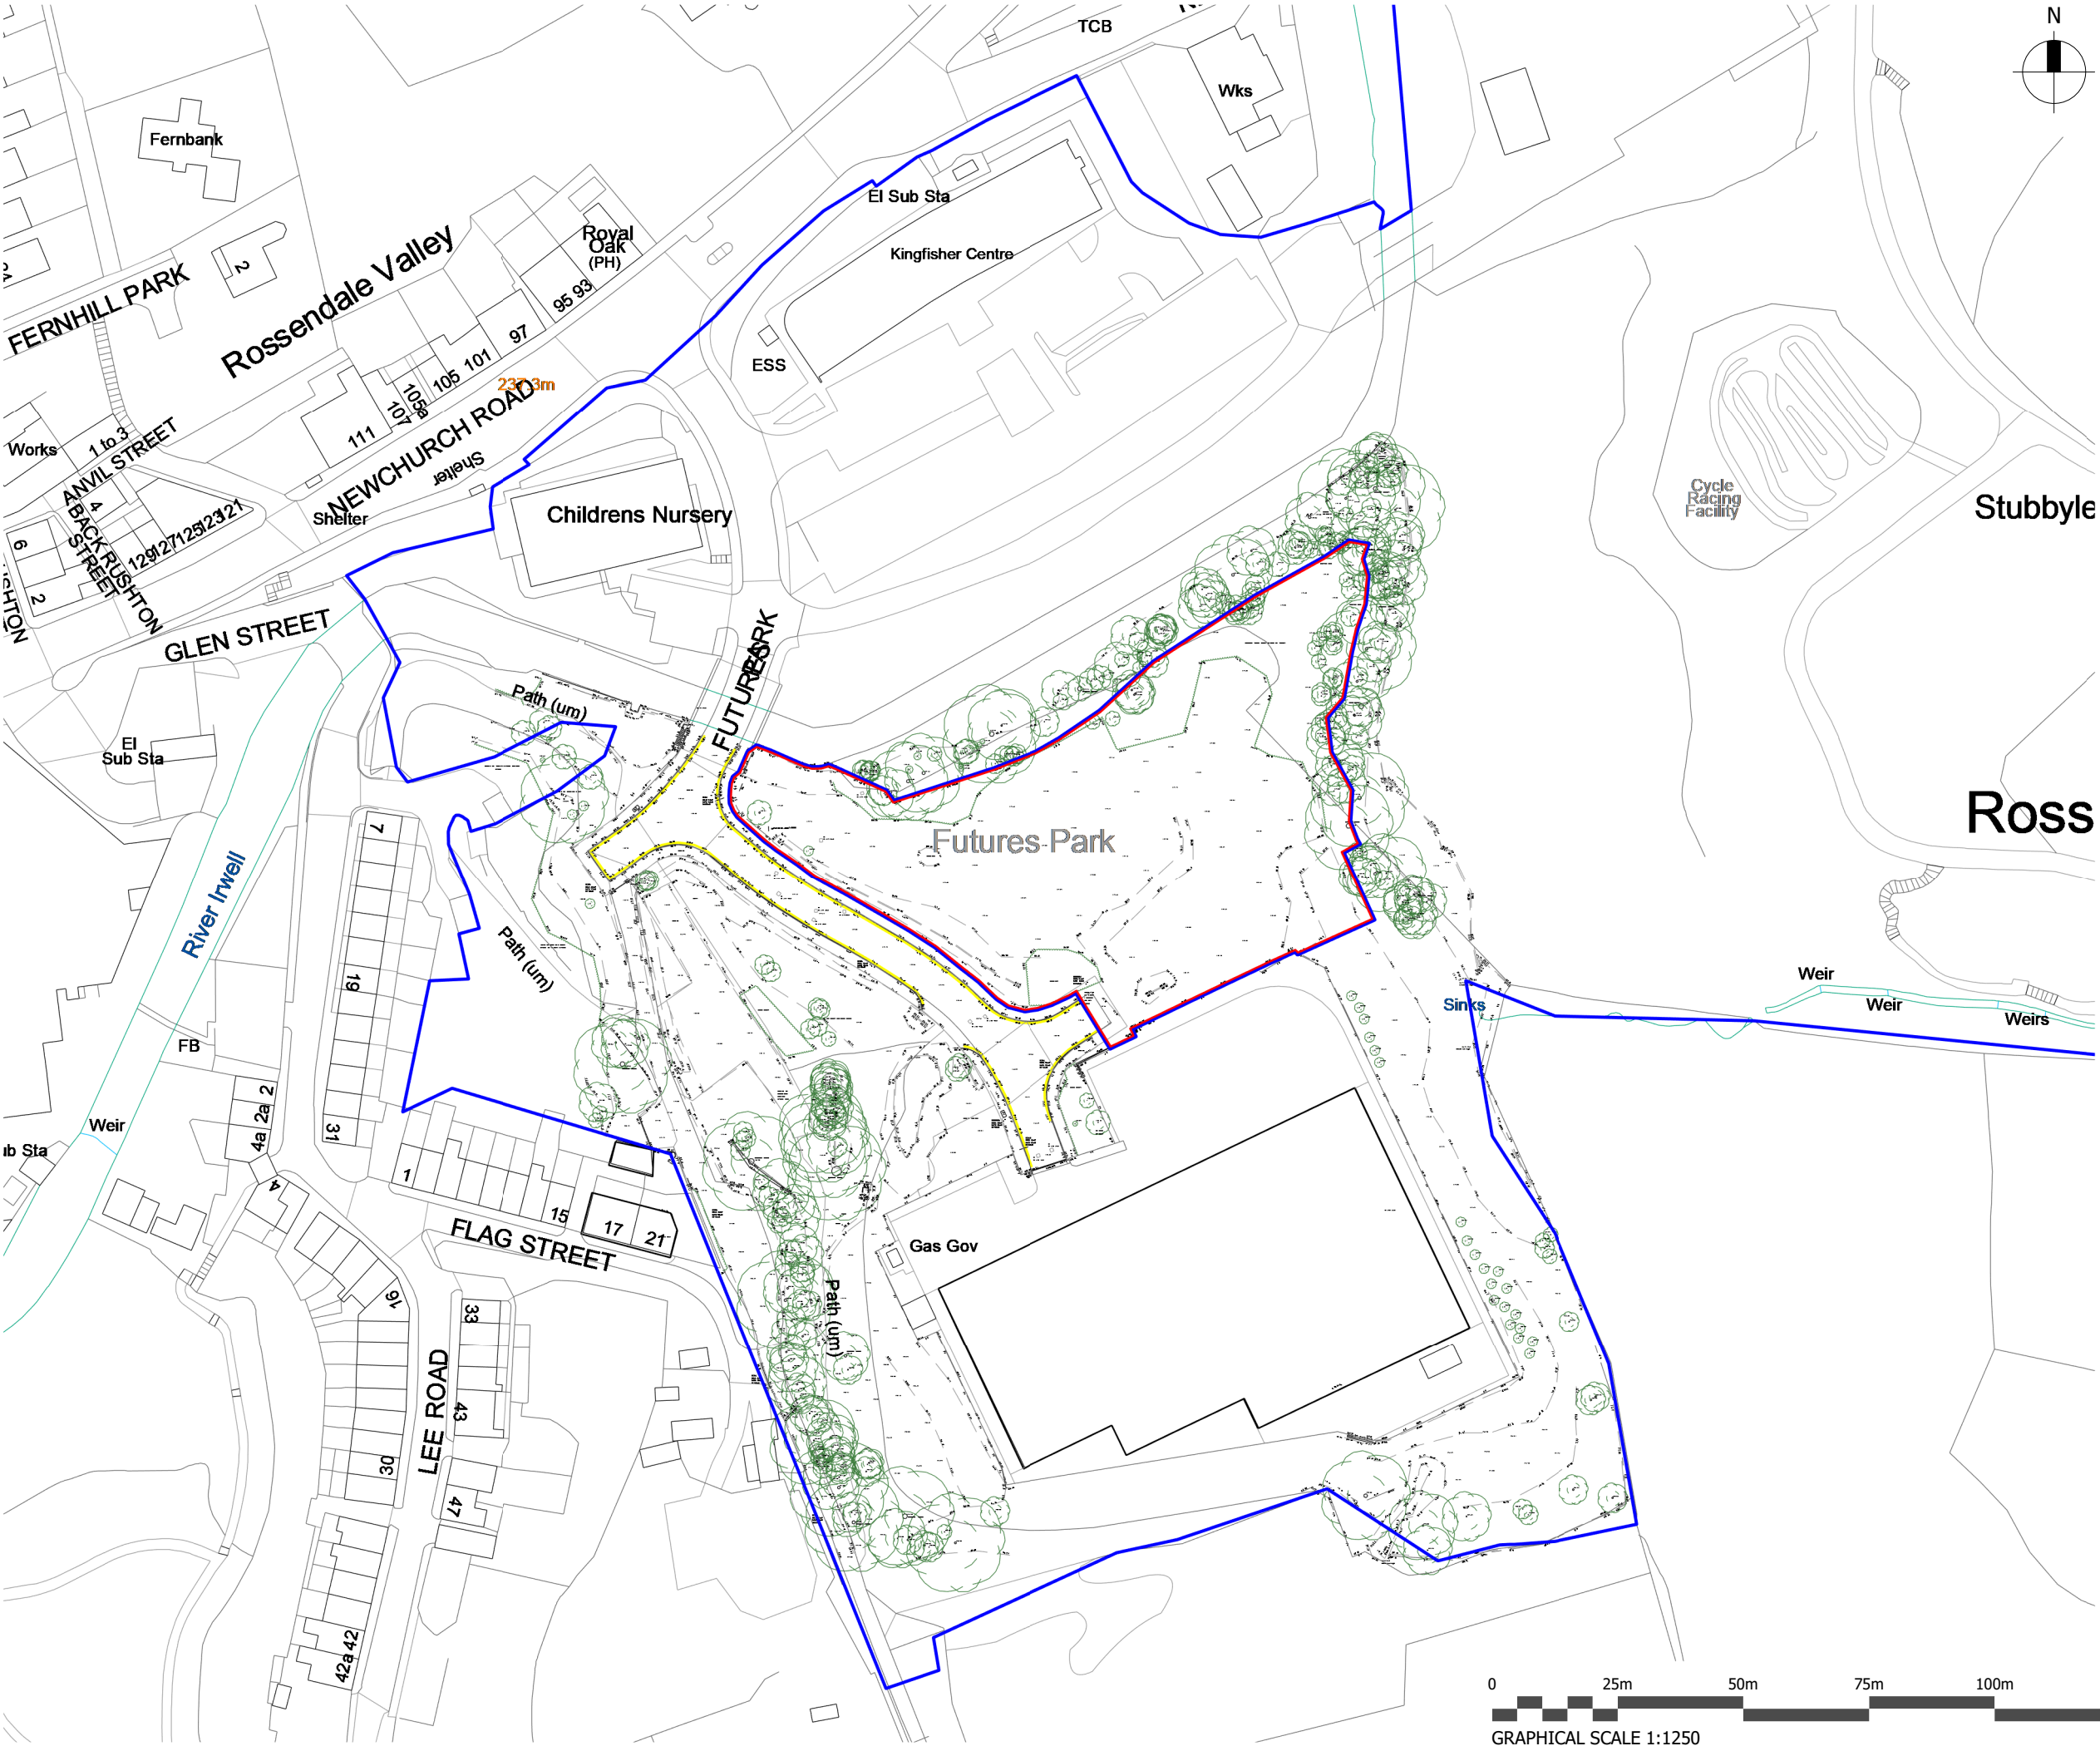 N
TCB
Wks
Fernbank
El Sub Sta
Kingfisher Centre
Royal
Oak
(PH)
2
95 93
97
101
105
105a
107
111
FERNHILL PARK
Rossendale Valley
237.3m
NEWCHURCH ROAD
ESS
Works
1 to 3
ANVIL STREET
4
BACK RUSHTON
STREET
6
2
129
127
125
123
121
Shelter
Shelter
Childrens Nursery
Cycle
Racing
Facility
Stubbyle
GLEN STREET
FUTURES PARK
Path (um)
El
Sub Sta
7
River Irwell
Futures Park
Ross
Path (um)
19
Sinks
Weir
Weir
Weirs
FB
2
2a
4a
31
Weir
ub Sta
4
1
15
17
21
FLAG STREET
Gas Gov
Path (um)
16
33
LEE ROAD
43
30
47
42
42a
0
25m
50m
75m
100m
GRAPHICAL SCALE 1:1250